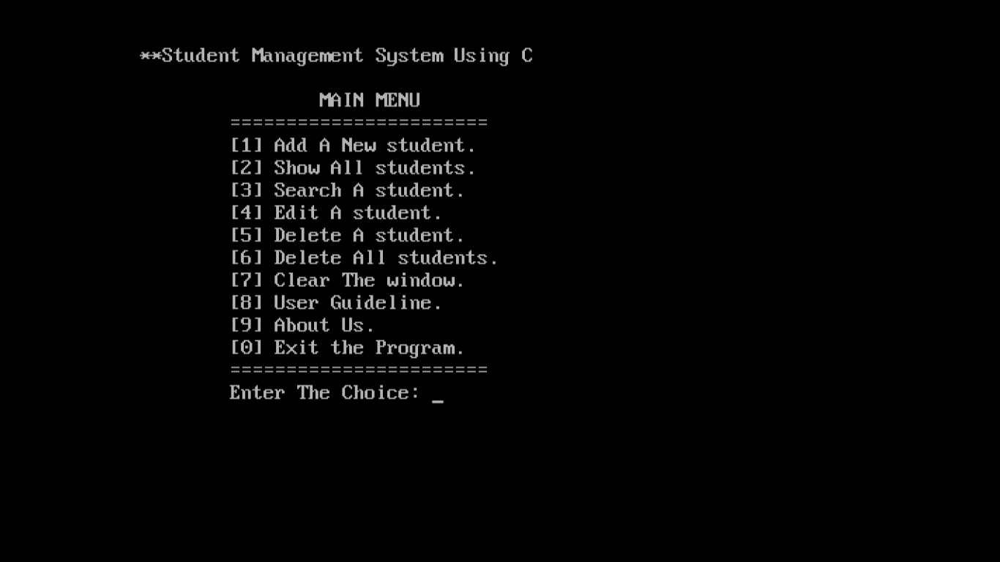 **Student Management System Using C
MAIN MENU
=======================
[1] Add A New student.
[2] Show All students.
[3] Search A student.
[4] Edit A student.
[5] Delete A student.
[6] Delete All students.
[7] Clear The window.
[8] User Guideline.
[9] About Us.
[0] Exit the Program.
=======================
Enter The Choice: _